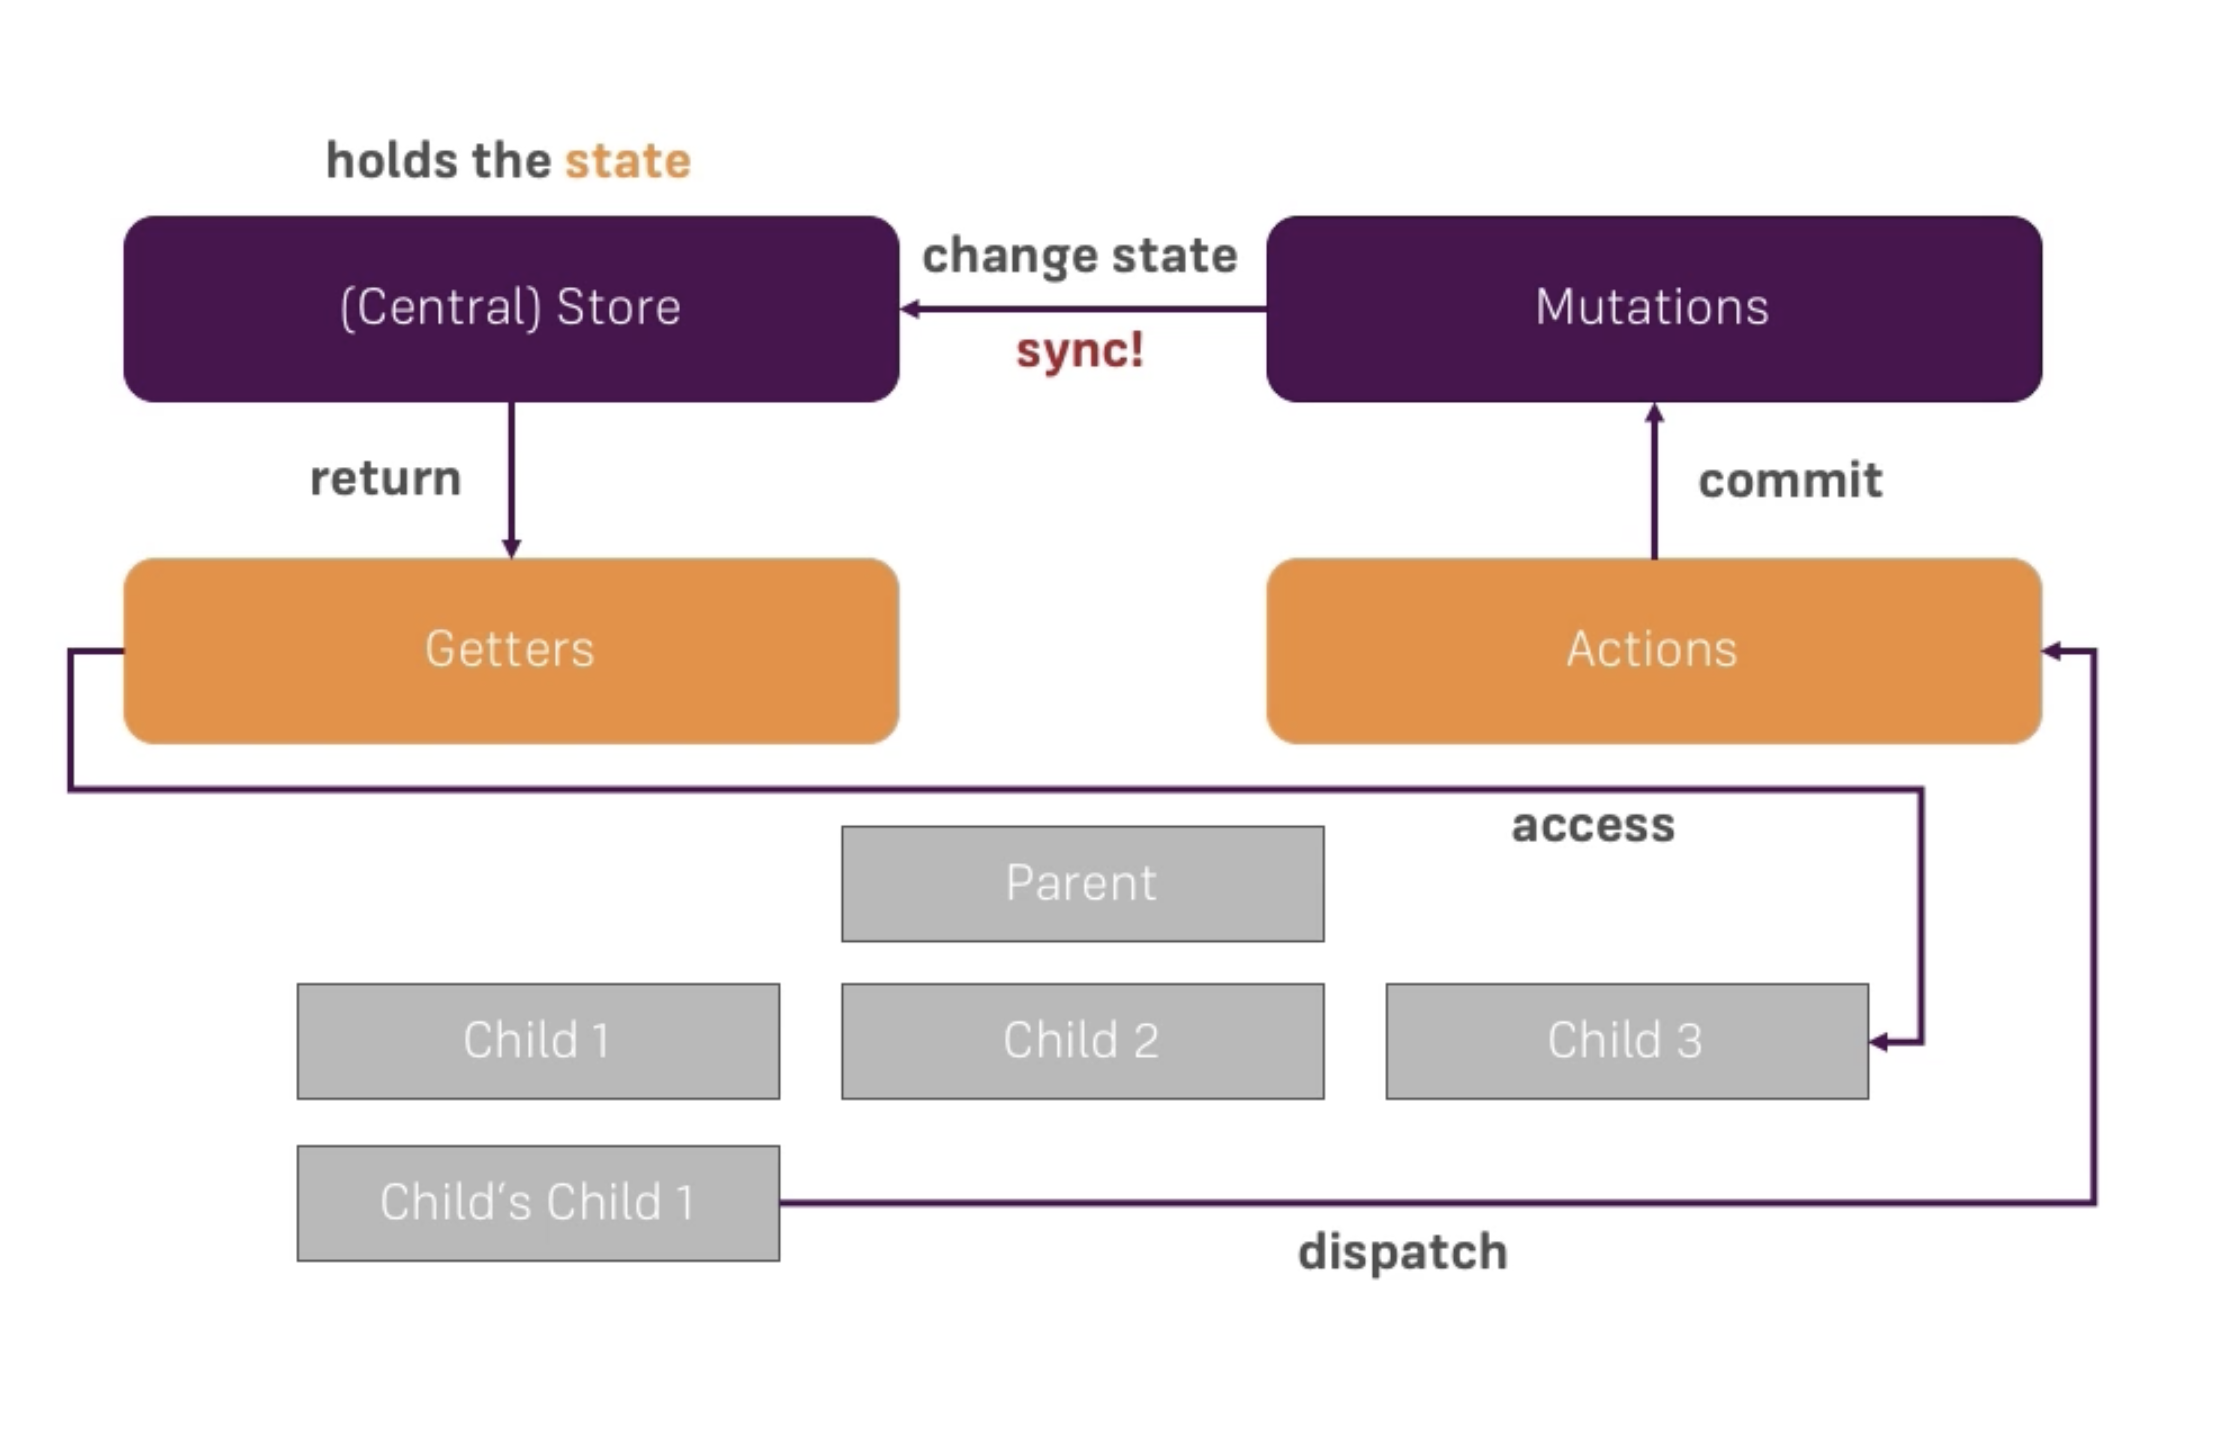 holds the state
(Central) Store
change state
sync!
Mutations
return
commit
Getters
Actions
access
Parent
Child 1
Child 2
Child 3
Child‘s Child 1
dispatch